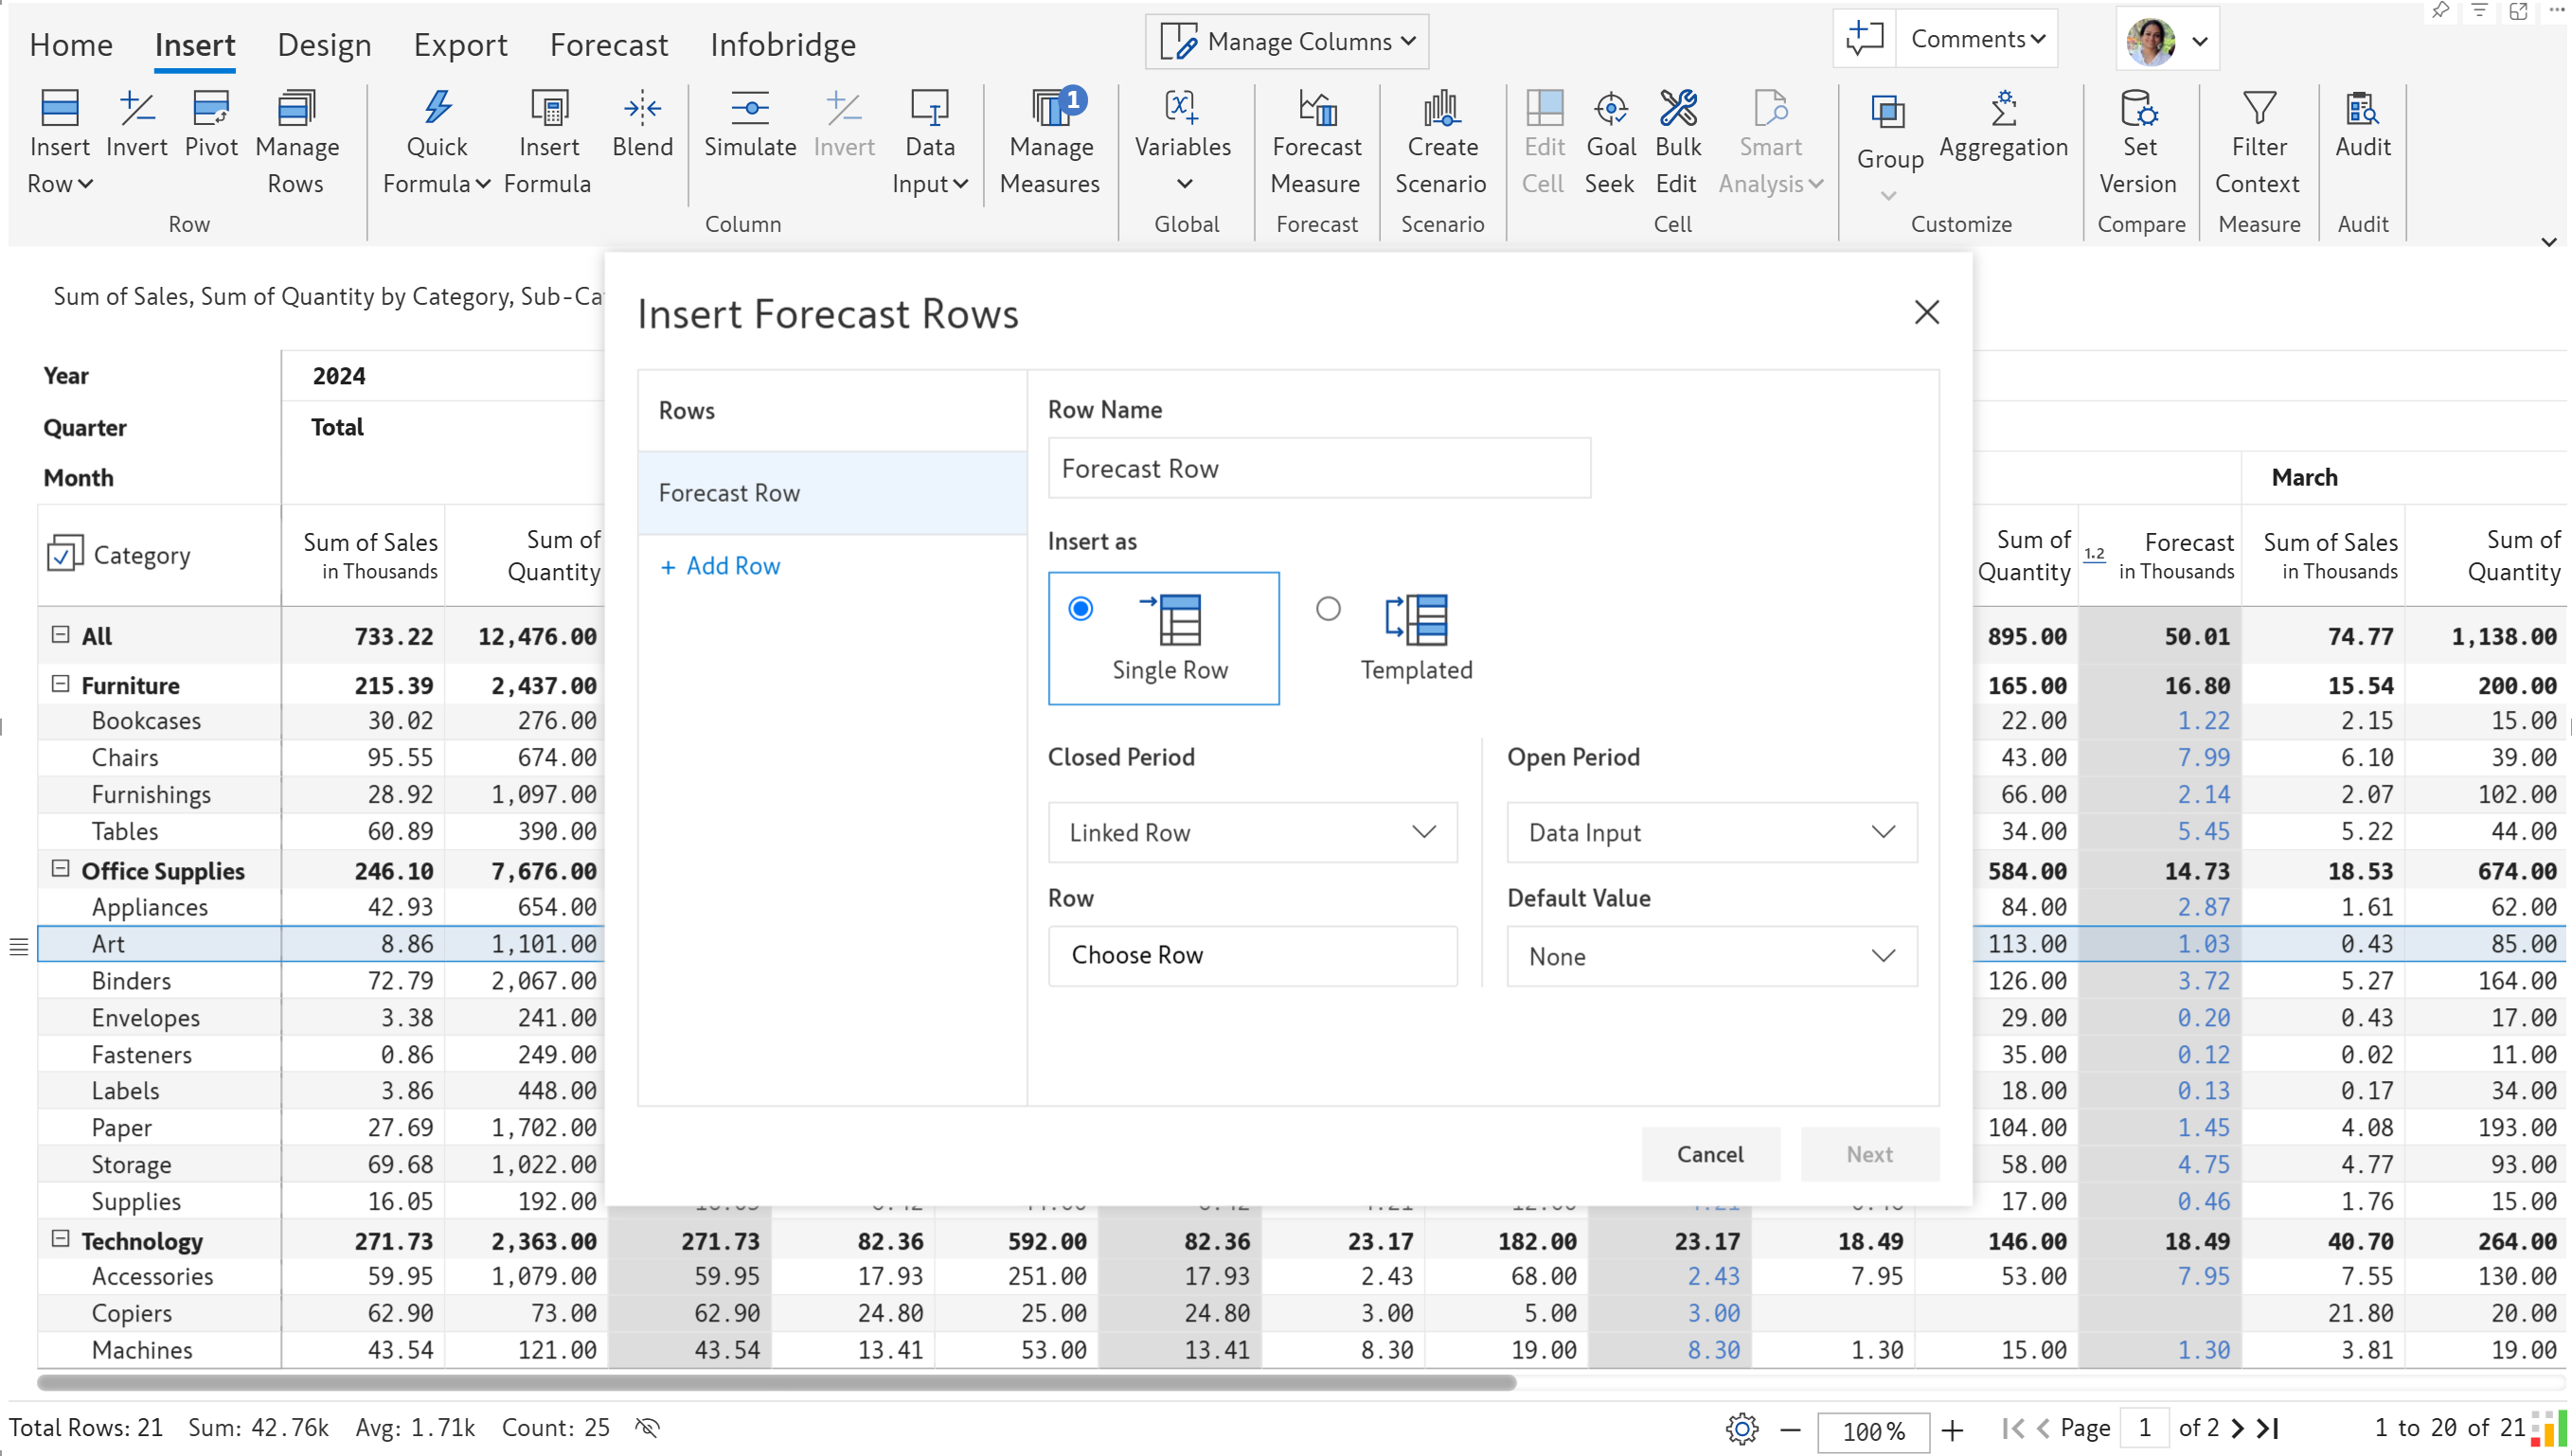 Home Insert Design Export Forecast Infobridge Manage Columns Comments
Insert Row Invert Pivot Manage Rows Quick Formula Insert Formula Blend Simulate Invert Data Input Manage Measures 1 Variables Forecast Measure Create Scenario Edit Cell Goal Seek Bulk Edit Smart Analysis Group Aggregation Set Version Filter Context Audit
Row Column Global Forecast Scenario Cell Customize Compare Measure Audit
Sum of Sales, Sum of Quantity by Category, Sub-Ca
Insert Forecast Rows
Rows
Forecast Row
+ Add Row
Row Name
Forecast Row
Insert as
Single Row Templated
Closed Period Open Period
Linked Row Data Input
Row Default Value
Choose Row None
Cancel Next
Year 2024
Quarter Total
Month March
Category Sum of Sales in Thousands Sum of Quantity Sum of Quantity 1.2 Forecast in Thousands Sum of Sales in Thousands Sum of Quantity
All 733.22 12,476.00 895.00 50.01 74.77 1,138.00
Furniture 215.39 2,437.00 165.00 16.80 15.54 200.00
Bookcases 30.02 276.00 22.00 1.22 2.15 15.00
Chairs 95.55 674.00 43.00 7.99 6.10 39.00
Furnishings 28.92 1,097.00 66.00 2.14 2.07 102.00
Tables 60.89 390.00 34.00 5.45 5.22 44.00
Office Supplies 246.10 7,676.00 584.00 14.73 18.53 674.00
Appliances 42.93 654.00 84.00 2.87 1.61 62.00
Art 8.86 1,101.00 113.00 1.03 0.43 85.00
Binders 72.79 2,067.00 126.00 3.72 5.27 164.00
Envelopes 3.38 241.00 29.00 0.20 0.43 17.00
Fasteners 0.86 249.00 35.00 0.12 0.02 11.00
Labels 3.86 448.00 18.00 0.13 0.17 34.00
Paper 27.69 1,702.00 104.00 1.45 4.08 193.00
Storage 69.68 1,022.00 58.00 4.75 4.77 93.00
Supplies 16.05 192.00 17.00 0.46 1.76 15.00
Technology 271.73 2,363.00 271.73 82.36 592.00 82.36 23.17 182.00 23.17 18.49 146.00 18.49 40.70 264.00
Accessories 59.95 1,079.00 59.95 17.93 251.00 17.93 2.43 68.00 2.43 7.95 53.00 7.95 7.55 130.00
Copiers 62.90 73.00 62.90 24.80 25.00 24.80 3.00 5.00 3.00 21.80 20.00
Machines 43.54 121.00 43.54 13.41 53.00 13.41 8.30 19.00 8.30 1.30 15.00 1.30 3.81 19.00
Total Rows: 21 Sum: 42.76k Avg: 1.71k Count: 25 100% Page 1 of 2 1 to 20 of 21